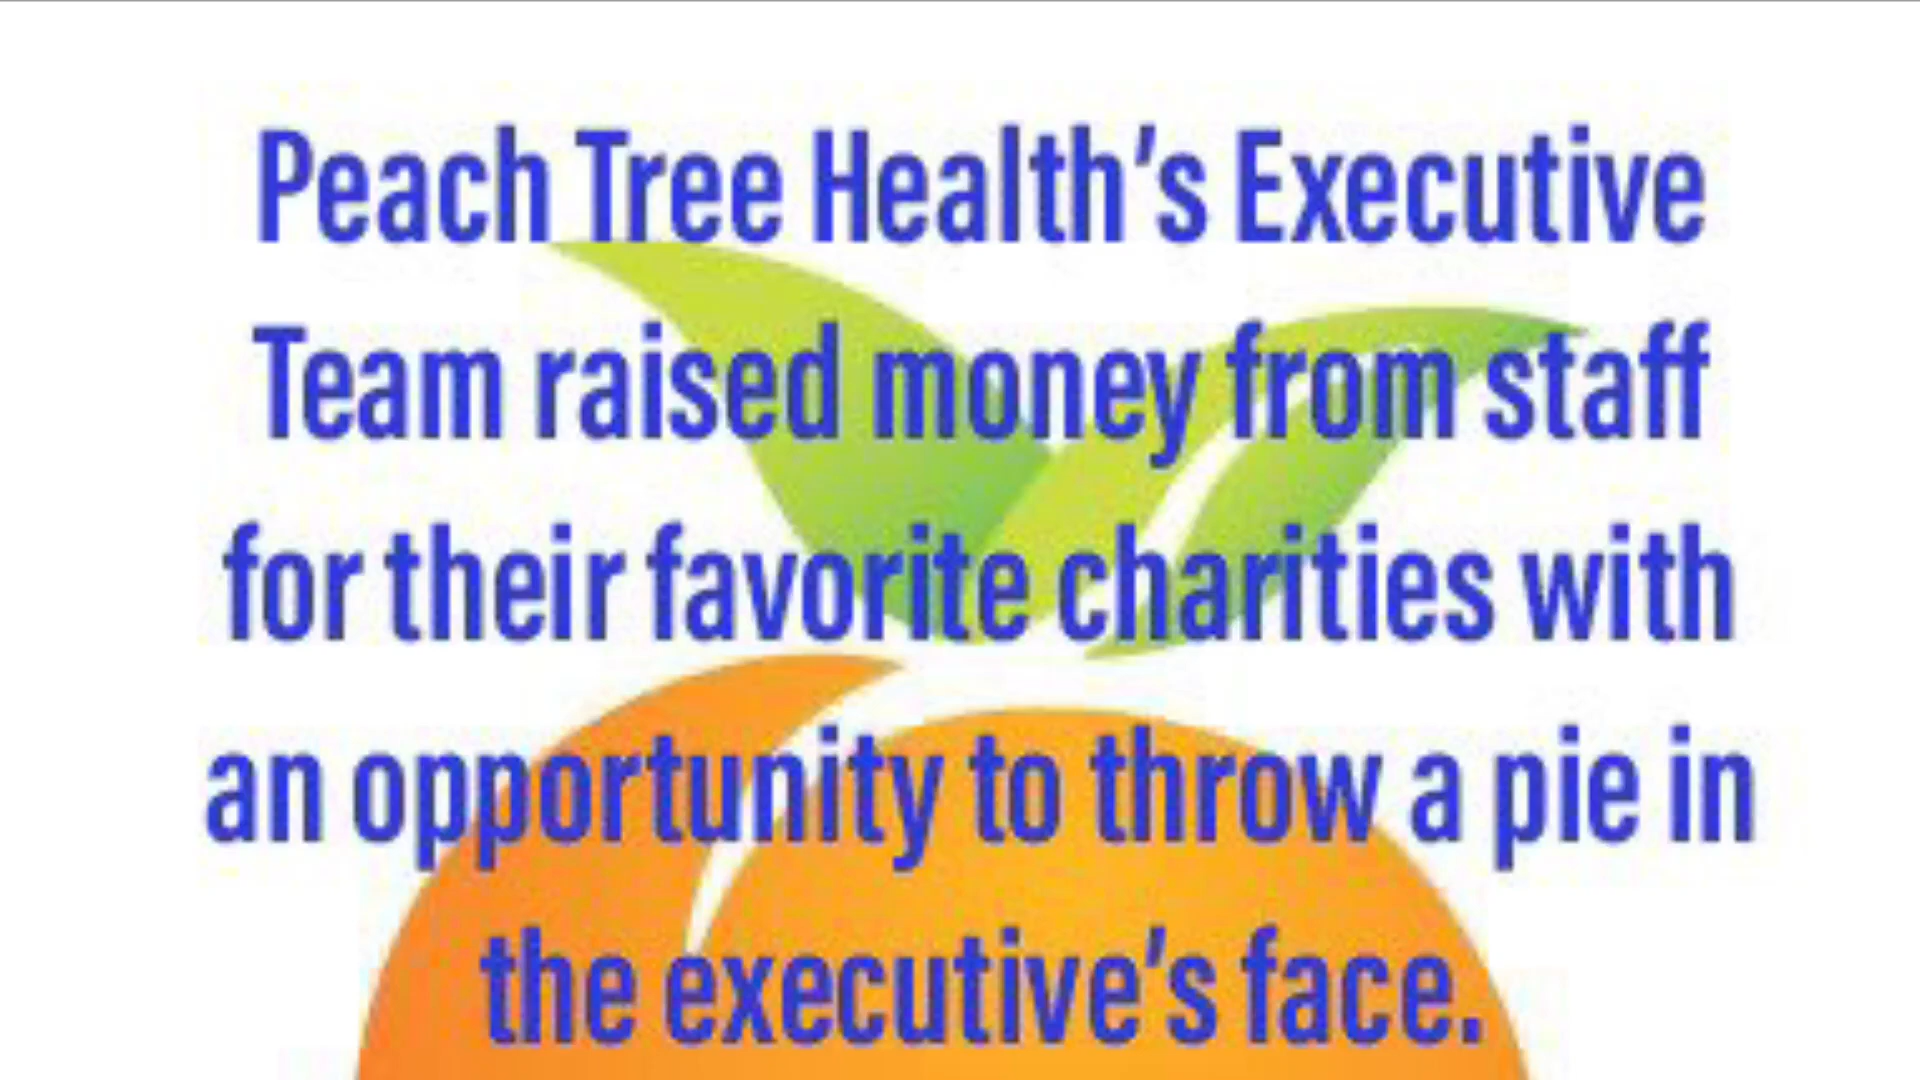 Peach Tree Health’s Executive
Team raised money from staff
for their favorite charities with
an opportunity to throw a pie in
the executive’s face.